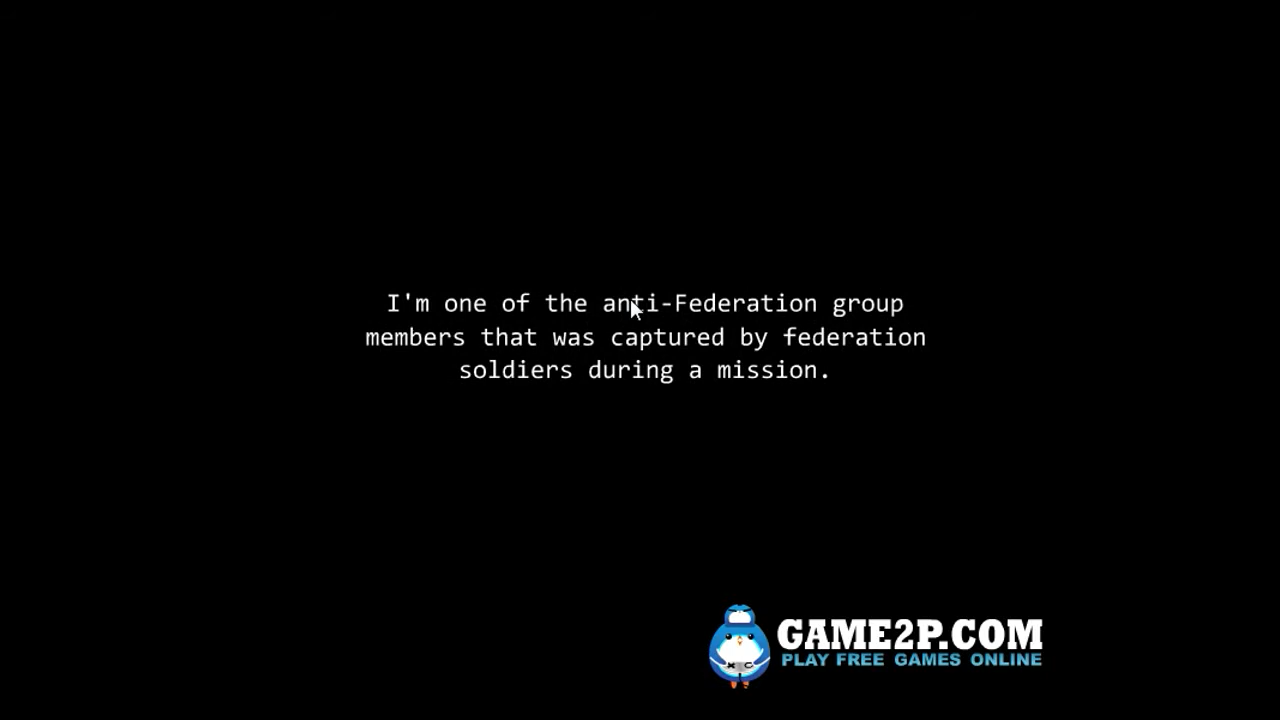 I'm one of the anti-Federation group
members that was captured by federation
soldiers during a mission.
GAME2P.COM
PLAY FREE GAMES ONLINE